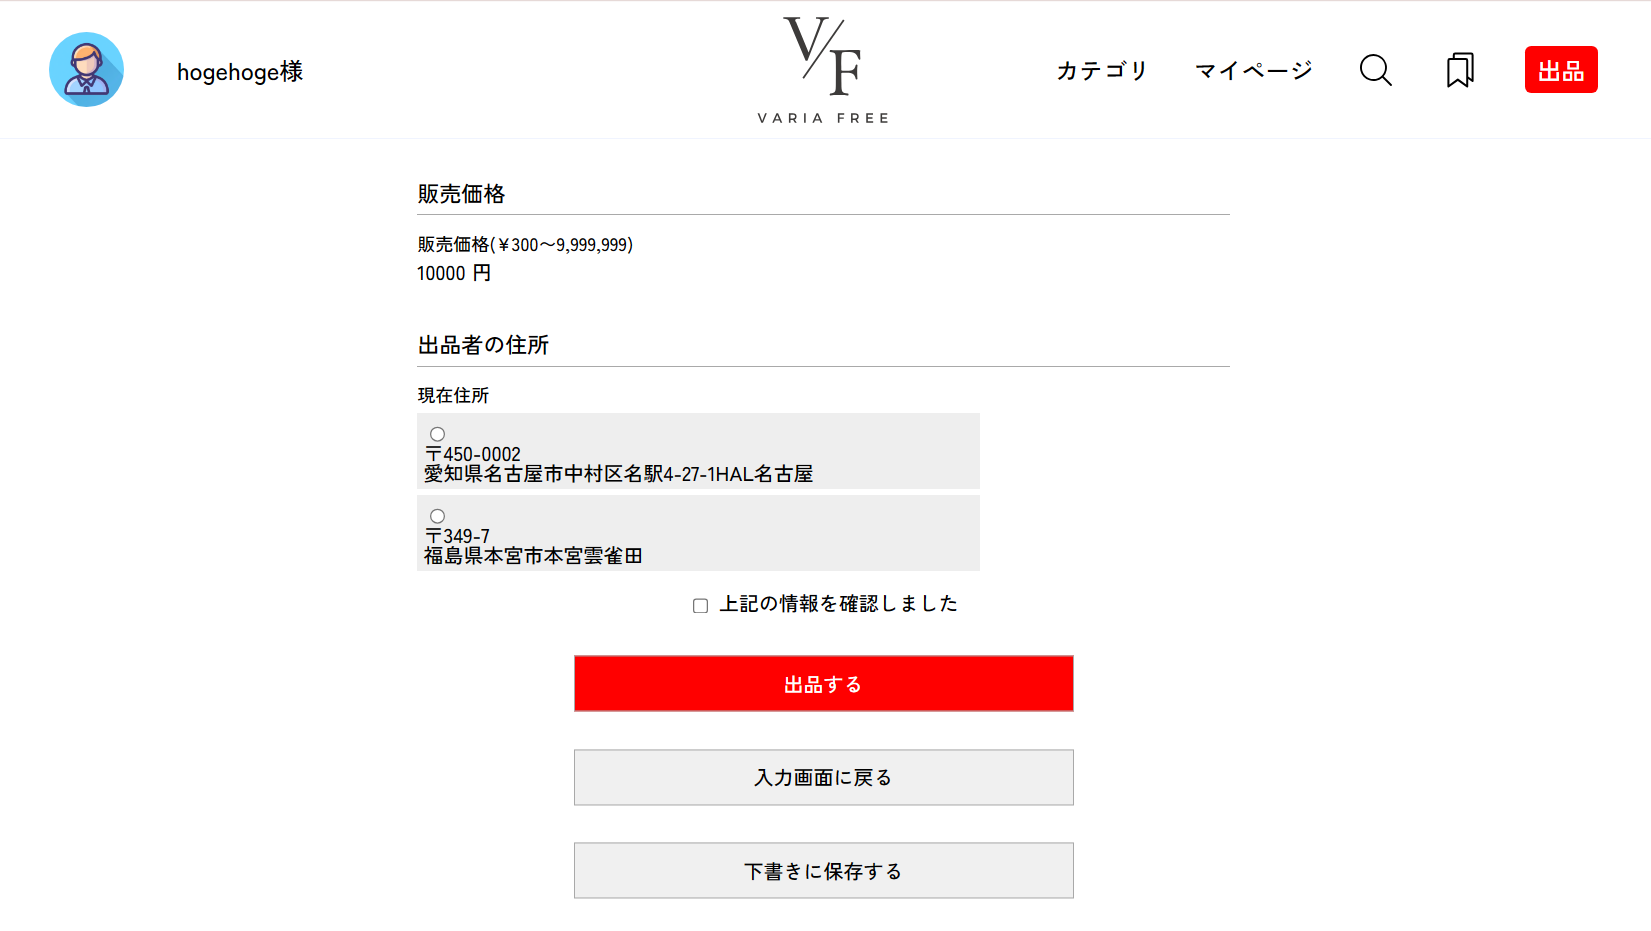 hogehoge様
V/F
VARIA FREE
カテゴリ
マイページ
出品
販売価格
販売価格(￥300～9,999,999)
10000 円
出品者の住所
現在住所
〒450-0002
愛知県名古屋市中村区名駅4-27-1HAL名古屋
〒349-7
福島県本宮市本宮雲雀田
上記の情報を確認しました
出品する
入力画面に戻る
下書きに保存する